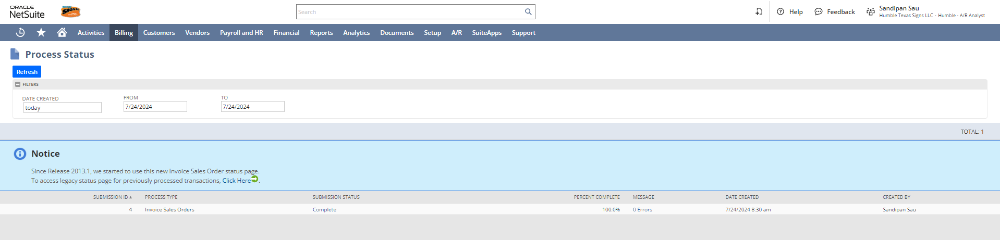 ORACLE
NetSuite
SIGNS
Search
Help
Feedback
Sandipan Sau
Humble Texas Signs LLC - Humble - A/R Analyst
Activities
Billing
Customers
Vendors
Payroll and HR
Financial
Reports
Analytics
Documents
Setup
A/R
SuiteApps
Support
Process Status
Refresh
FILTERS
DATE CREATED
today
FROM
7/24/2024
TO
7/24/2024
TOTAL: 1
Notice
Since Release 2013.1, we started to use this new Invoice Sales Order status page.
To access legacy status page for previously processed transactions, Click Here.
SUBMISSION ID PROCESS TYPE SUBMISSION STATUS PERCENT COMPLETE MESSAGE DATE CREATED CREATED BY
4 Invoice Sales Orders Complete 100.0% 0 Errors 7/24/2024 8:30 am Sandipan Sau